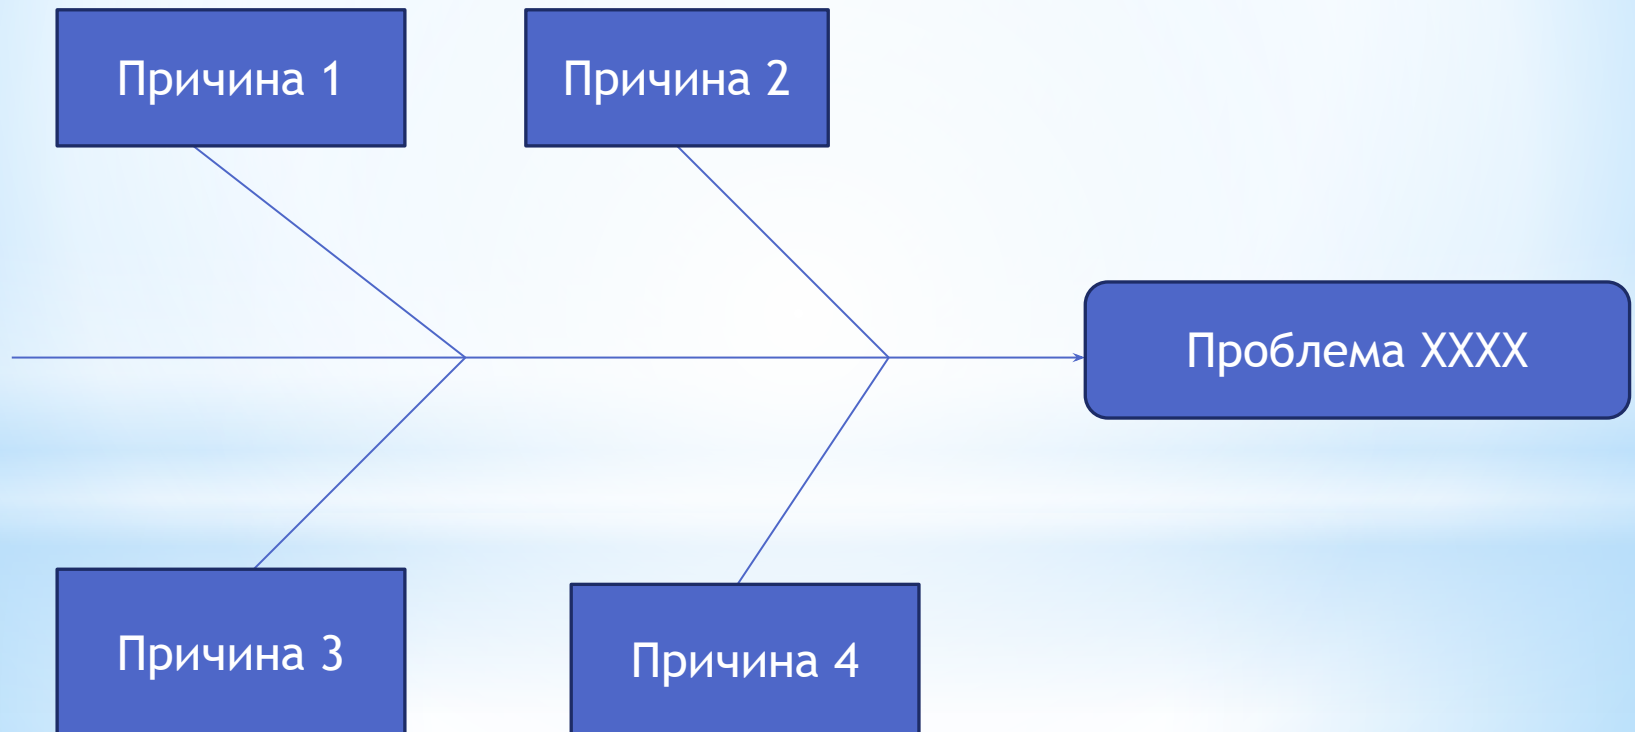 Причина 1
Причина 2
Проблема XXXX
Причина 3
Причина 4